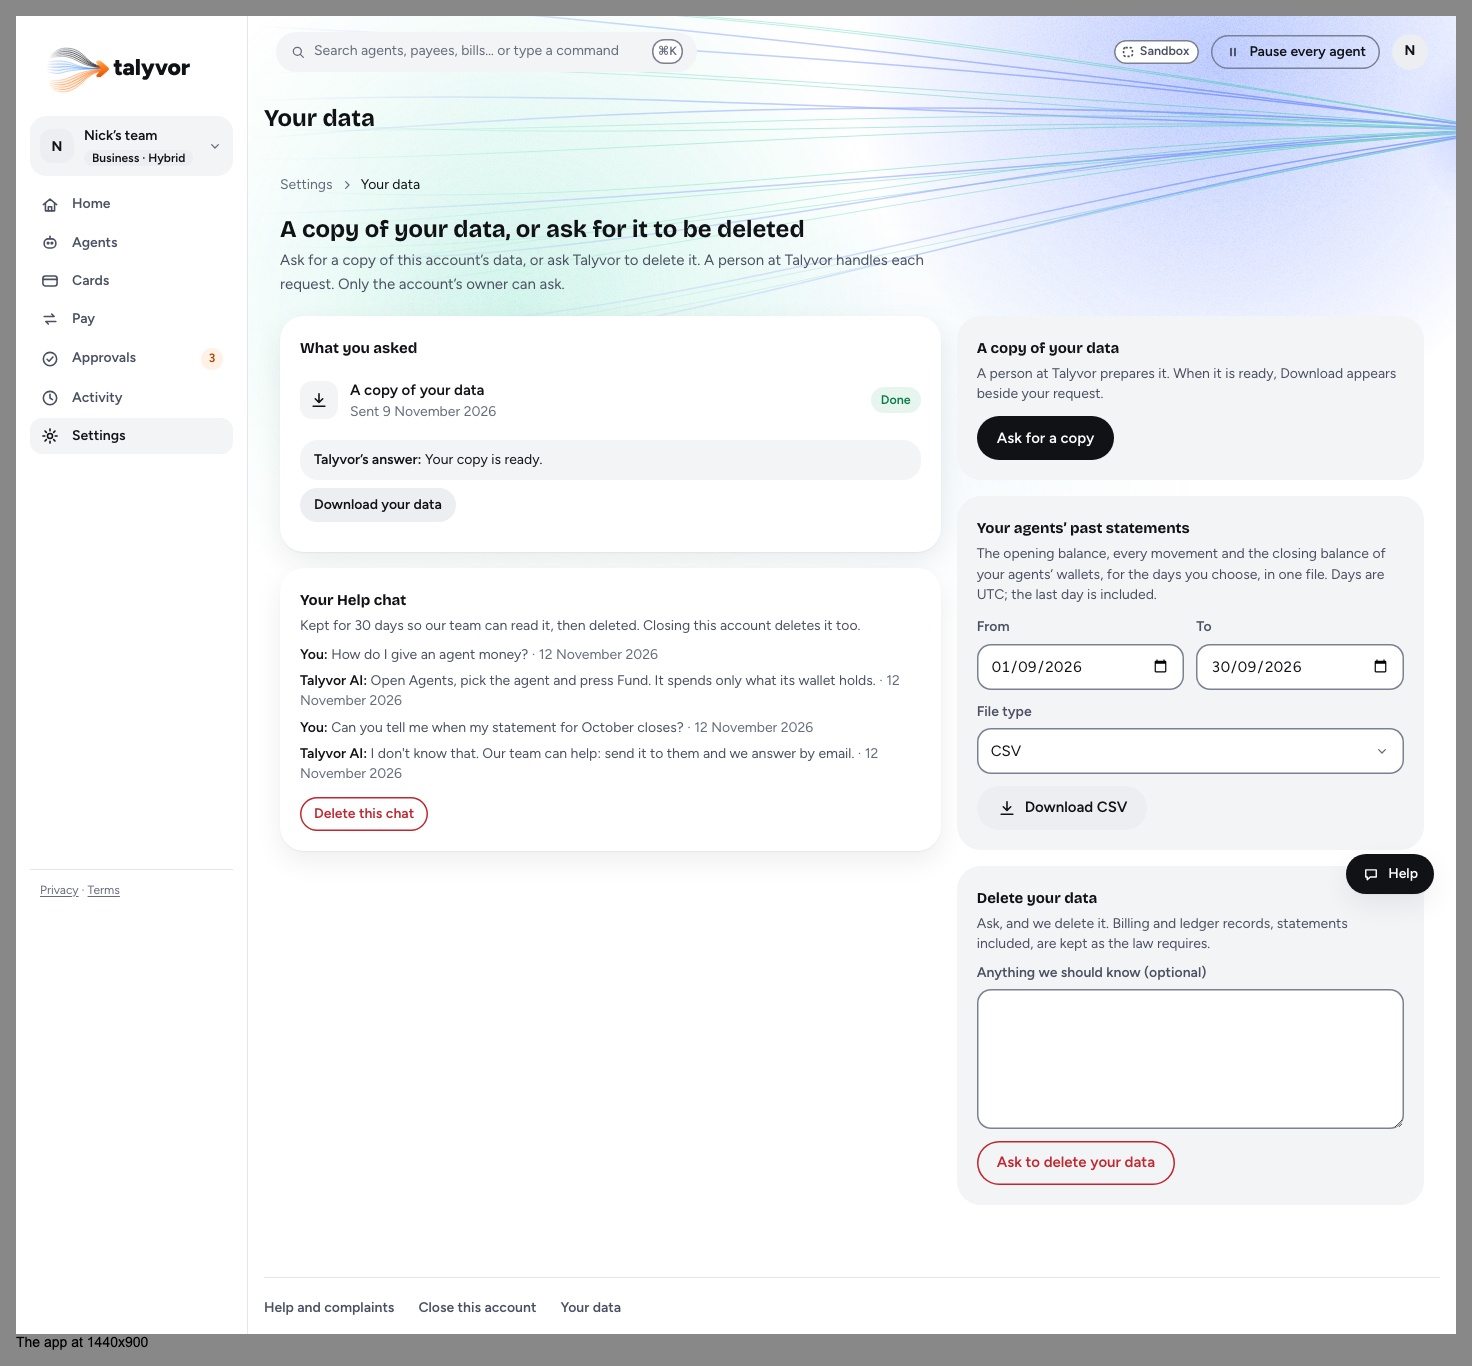 talyvor
Search agents, payees, bills... or type a command
⌘K
Sandbox
Pause every agent
N
N
Nick’s team
Business · Hybrid
Home
Agents
Cards
Pay
Approvals
3
Activity
Settings
Privacy · Terms
Your data
Settings
Your data
A copy of your data, or ask for it to be deleted
Ask for a copy of this account’s data, or ask Talyvor to delete it. A person at Talyvor handles each
request. Only the account’s owner can ask.
What you asked
A copy of your data
Sent 9 November 2026
Done
Talyvor’s answer: Your copy is ready.
Download your data
Your Help chat
Kept for 30 days so our team can read it, then deleted. Closing this account deletes it too.
You: How do I give an agent money? · 12 November 2026
Talyvor AI: Open Agents, pick the agent and press Fund. It spends only what its wallet holds. · 12
November 2026
You: Can you tell me when my statement for October closes? · 12 November 2026
Talyvor AI: I don't know that. Our team can help: send it to them and we answer by email. · 12
November 2026
Delete this chat
A copy of your data
A person at Talyvor prepares it. When it is ready, Download appears
beside your request.
Ask for a copy
Your agents’ past statements
The opening balance, every movement and the closing balance of
your agents’ wallets, for the days you choose, in one file. Days are
UTC; the last day is included.
From
To
01/09/2026
30/09/2026
File type
CSV
Download CSV
Help
Delete your data
Ask, and we delete it. Billing and ledger records, statements
included, are kept as the law requires.
Anything we should know (optional)
Ask to delete your data
Help and complaints
Close this account
Your data
The app at 1440x900